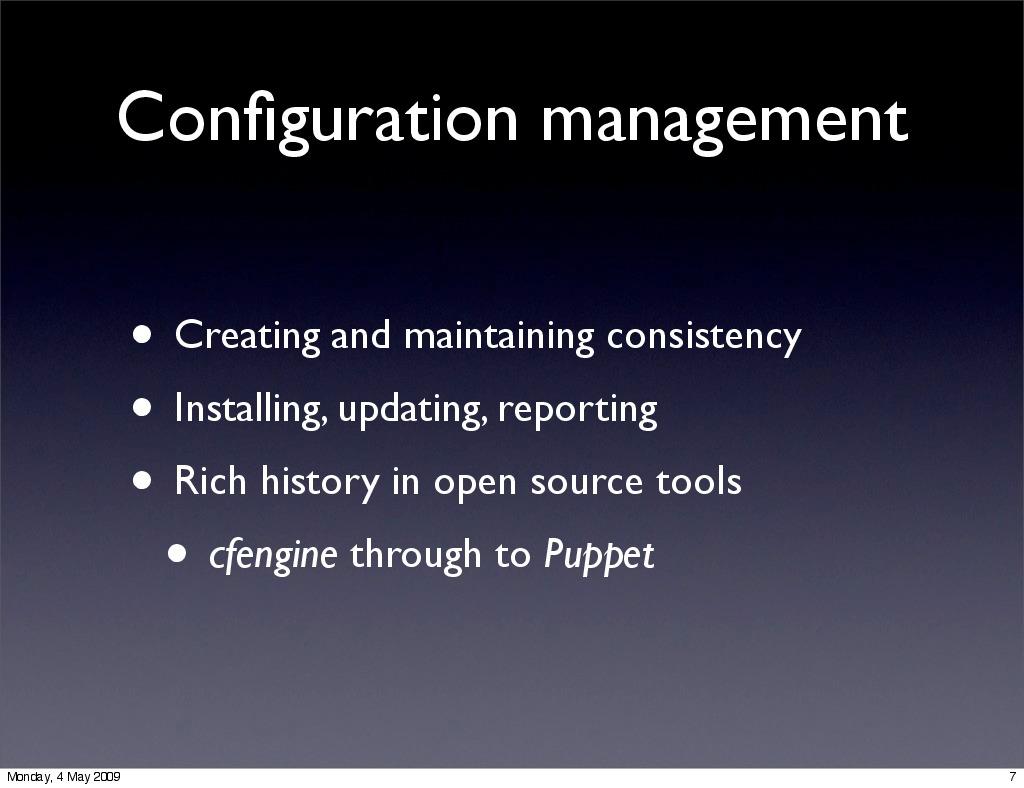 Configuration management
• Creating and maintaining consistency
• Installing, updating, reporting
• Rich history in open source tools
• cfengine through to Puppet
Monday, 4 May 2009
7